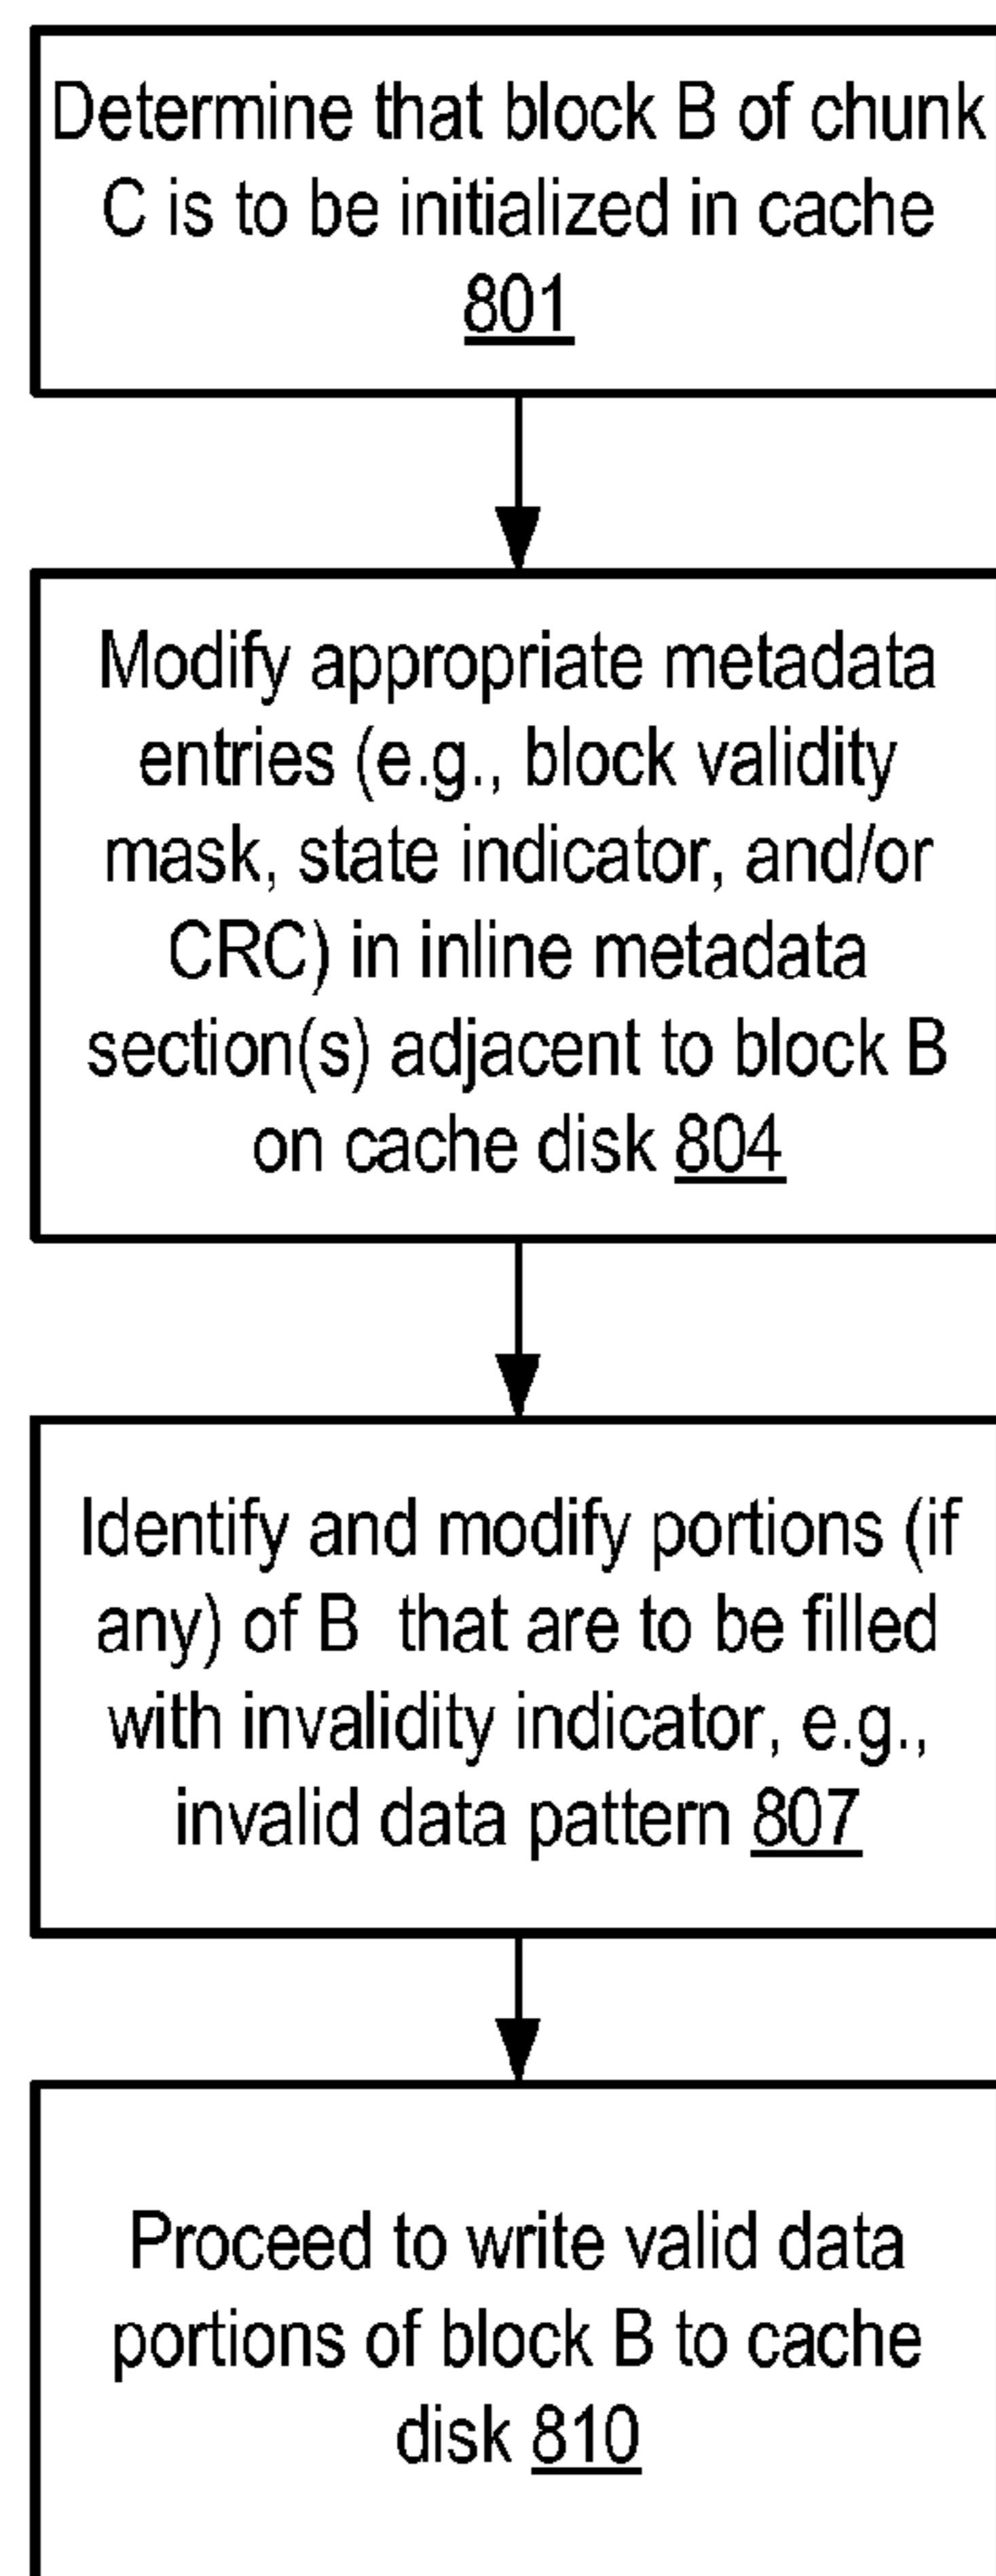 Determine that block B of chunk
C is to be initialized in cache
801
Modify appropriate metadata
entries (e.g., block validity
mask, state indicator, and/or
CRC) in inline metadata
section(s) adjacent to block B
on cache disk 804
Identify and modify portions (if
any) of B that are to be filled
with invalidity indicator, e.g.,
invalid data pattern 807
Proceed to write valid data
portions of block B to cache
disk 810